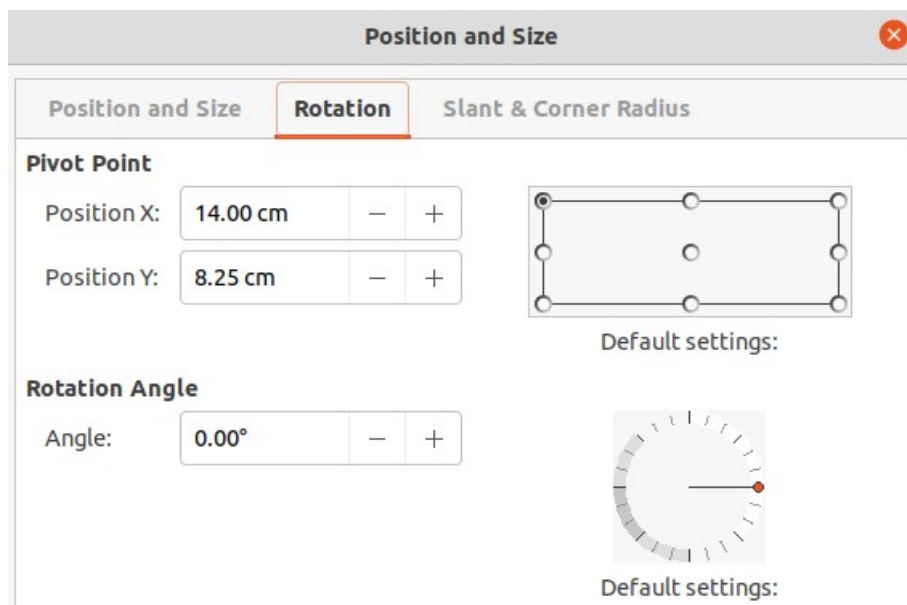 Position and Size
Position and Size Rotation Slant & Corner Radius
Pivot Point
Position X: 14.00 cm
Position Y: 8.25 cm
Default settings:
Rotation Angle
Angle: 0.00°
Default settings: